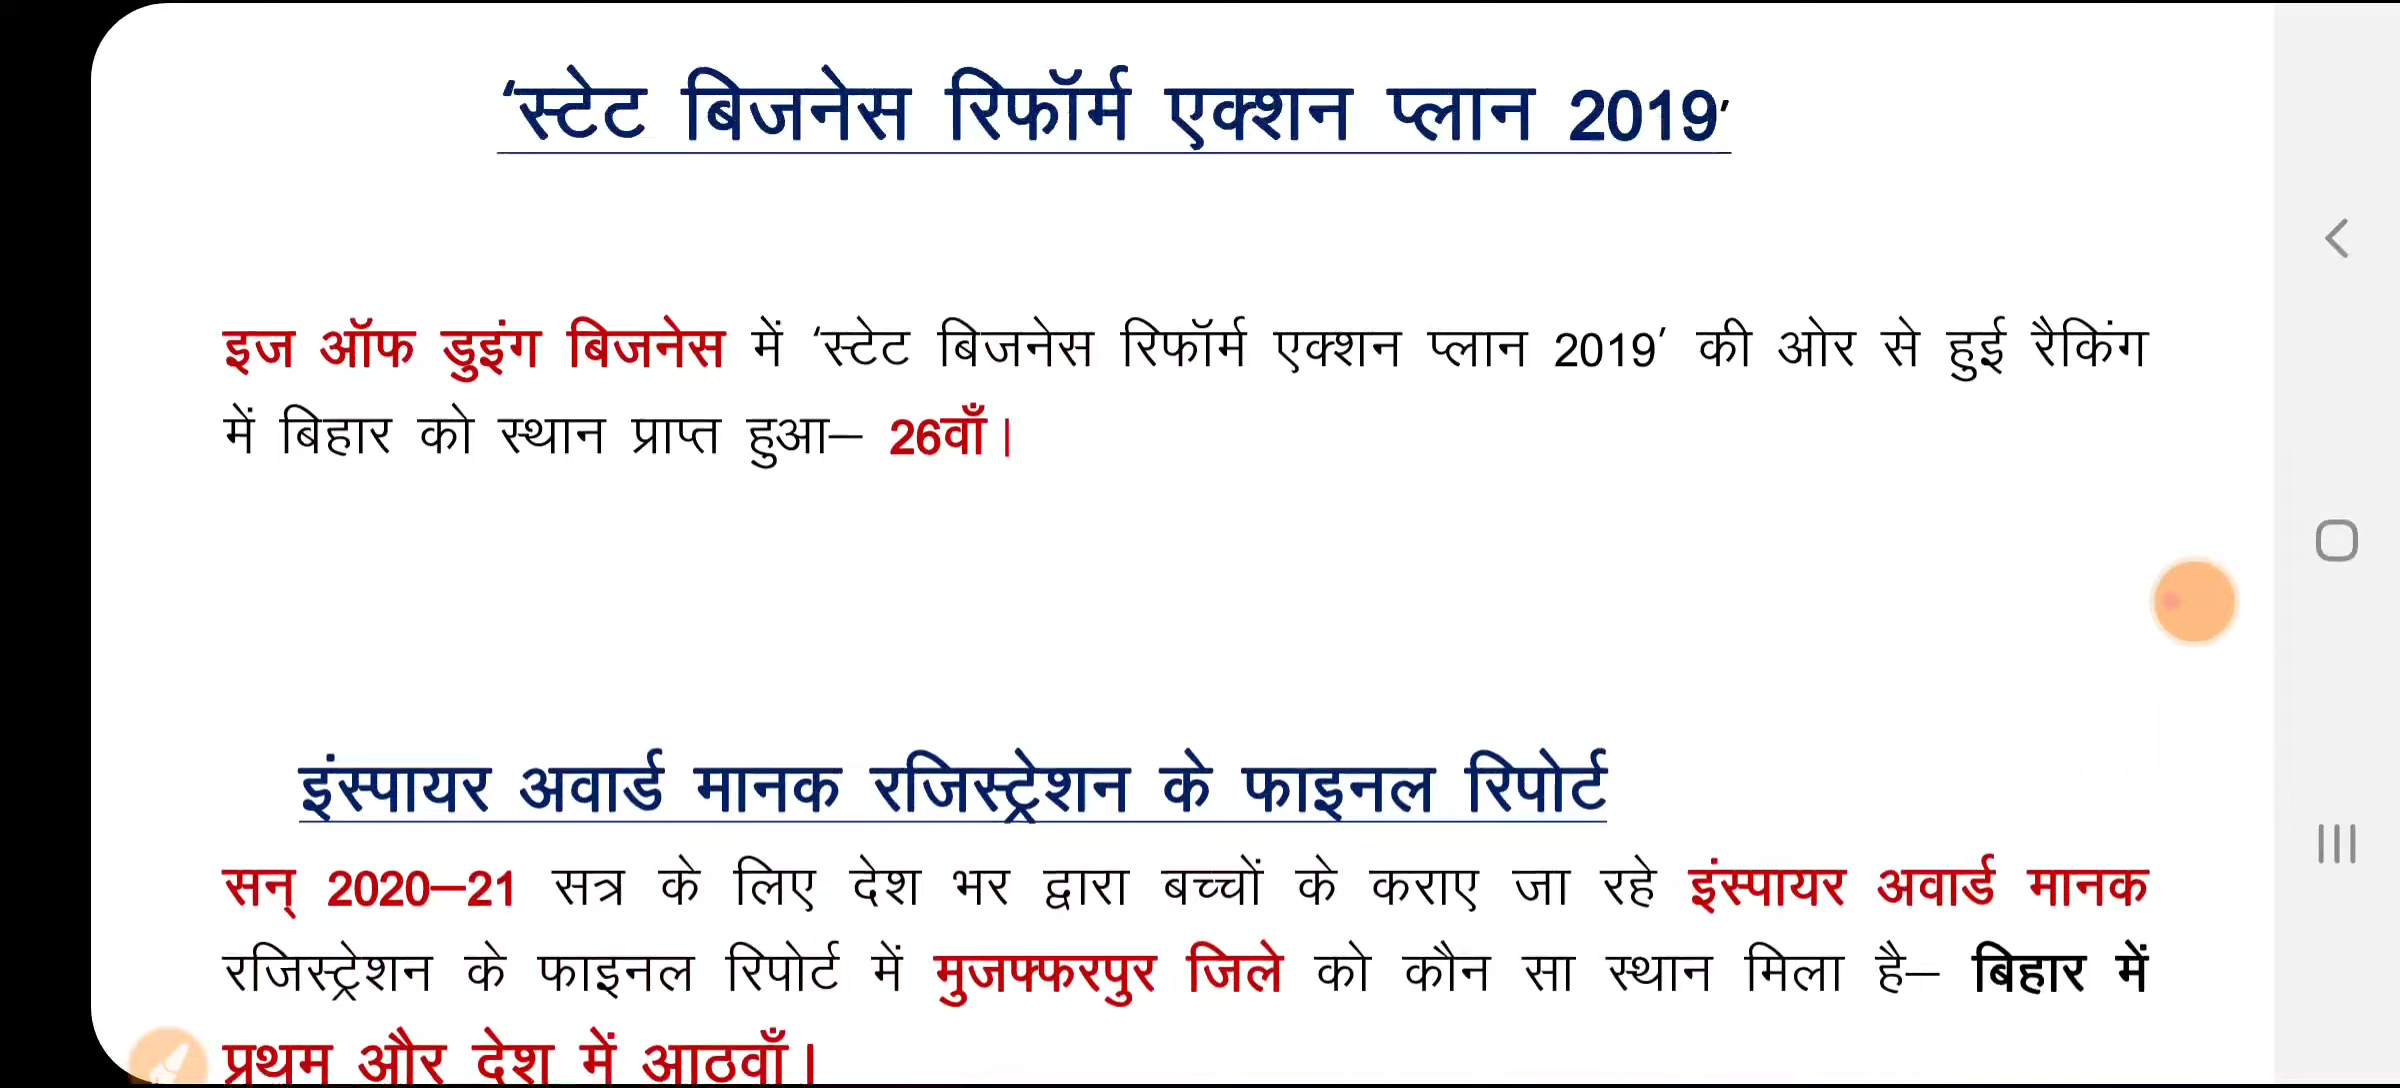 ‘स्टेट बिजनेस रिफॉर्म एक्शन प्लान 2019’
इज ऑफ डुइंग बिजनेस में ‘स्टेट बिजनेस रिफॉर्म एक्शन प्लान 2019’ की ओर से हुई रैकिंग
में बिहार को स्थान प्राप्त हुआ– 26वाँ।
इंस्पायर अवार्ड मानक रजिस्ट्रेशन के फाइनल रिपोर्ट
सन् 2020–21 सत्र के लिए देश भर द्वारा बच्चों के कराए जा रहे इंस्पायर अवार्ड मानक
रजिस्ट्रेशन के फाइनल रिपोर्ट में मुजफ्फरपुर जिले को कौन सा स्थान मिला है– बिहार में
प्रथम और देश में आठवाँ।